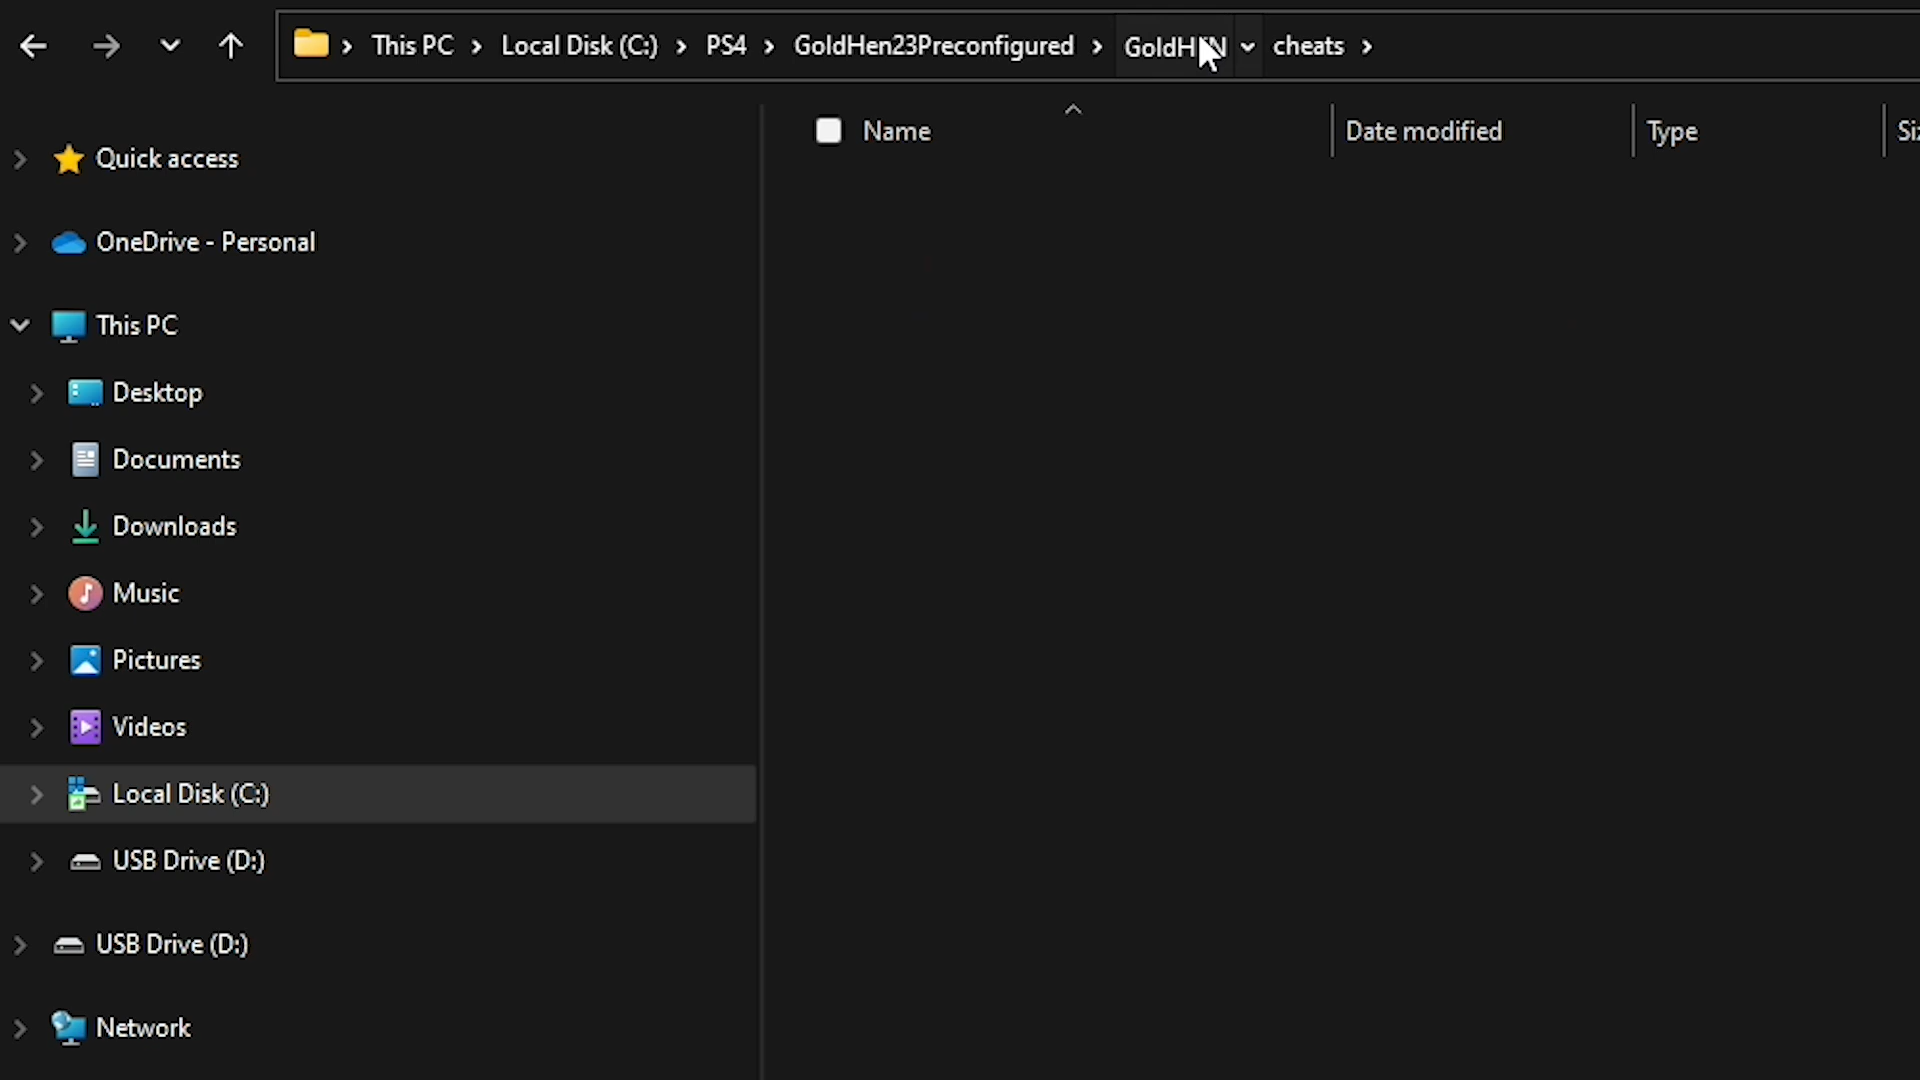 This PC > Local Disk (C:) > PS4 > GoldHen23Preconfigured > GoldHEN cheats >
Name Date modified Type
Quick access
OneDrive - Personal
This PC
Desktop
Documents
Downloads
Music
Pictures
Videos
Local Disk (C:)
USB Drive (D:)
USB Drive (D:)
Network